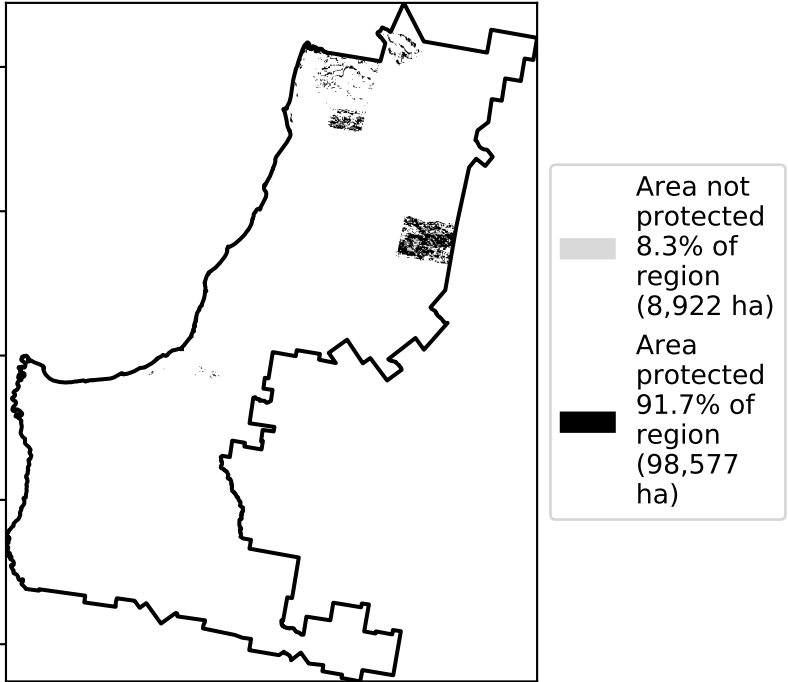 Area not
protected
8.3% of
region
(8,922 ha)
Area
protected
91.7% of
region
(98,577
ha)